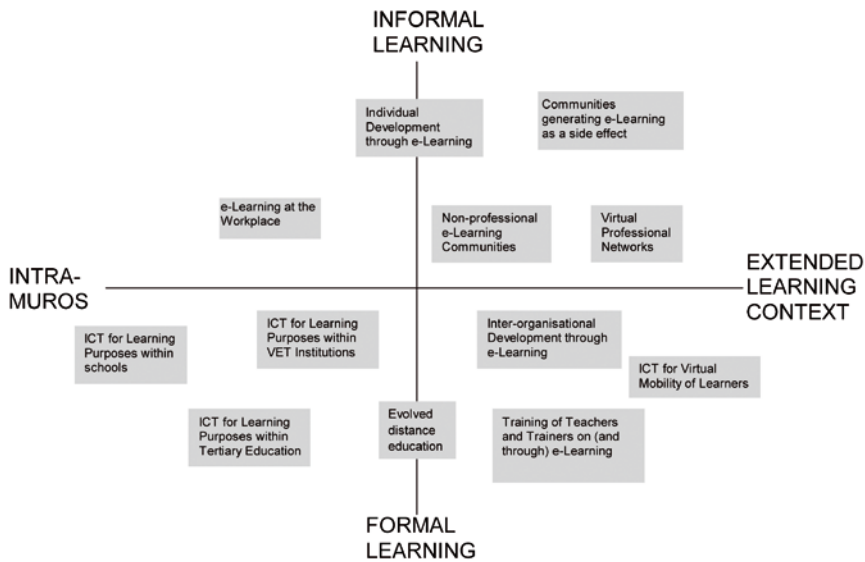 INFORMAL
LEARNING
Individual
Development
through e-Learning
Communities
generating e-Learning
as a side effect
e-Learning at the
Workplace
Non-professional
e-Learning
Communities
Virtual
Professional
Networks
INTRA-
MUROS
EXTENDED
LEARNING
CONTEXT
ICT for Learning
Purposes within
schools
ICT for Learning
Purposes within
VET Institutions
Inter-organisational
Development through
e-Learning
ICT for Virtual
Mobility of Learners
ICT for Learning
Purposes within
Tertiary Education
Evolved
distance
education
Training of Teachers
and Trainers on (and
through) e-Learning
FORMAL
LEARNING